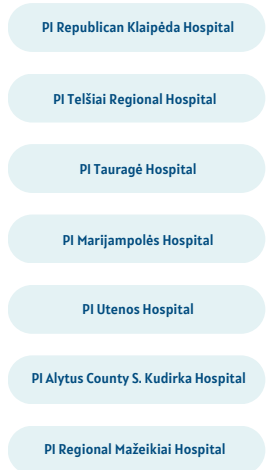 PI Republican Klaipėda Hospital
PI Telšiai Regional Hospital
PI Tauragė Hospital
PI Marijampolės Hospital
PI Utenos Hospital
PI Alytus County S. Kudirka Hospital
PI Regional Mažeikiai Hospital